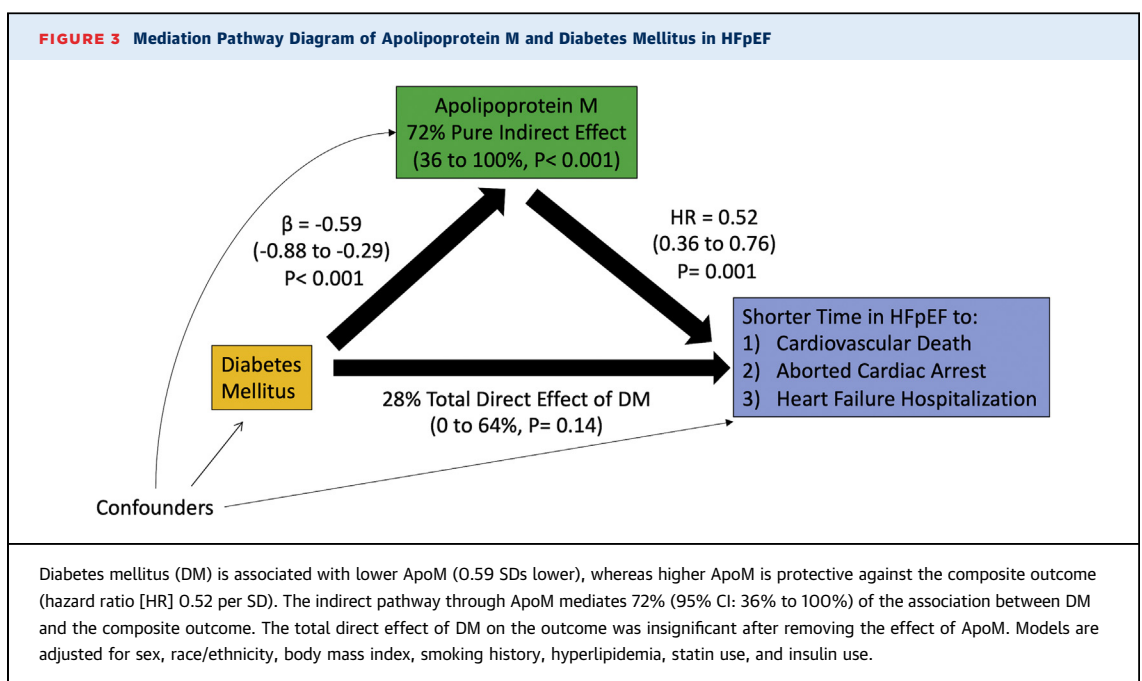 FIGURE 3 Mediation Pathway Diagram of Apolipoprotein M and Diabetes Mellitus in HFpEF
Apolipoprotein M
72% Pure Indirect Effect
(36 to 100%, P< 0.001)
β = -0.59
(-0.88 to -0.29)
P< 0.001
HR = 0.52
(0.36 to 0.76)
P= 0.001
Diabetes
Mellitus
Shorter Time in HFpEF to:
1) Cardiovascular Death
2) Aborted Cardiac Arrest
3) Heart Failure Hospitalization
28% Total Direct Effect of DM
(0 to 64%, P= 0.14)
Confounders
Diabetes mellitus (DM) is associated with lower ApoM (0.59 SDs lower), whereas higher ApoM is protective against the composite outcome
(hazard ratio [HR] 0.52 per SD). The indirect pathway through ApoM mediates 72% (95% CI: 36% to 100%) of the association between DM
and the composite outcome. The total direct effect of DM on the outcome was insignificant after removing the effect of ApoM. Models are
adjusted for sex, race/ethnicity, body mass index, smoking history, hyperlipidemia, statin use, and insulin use.